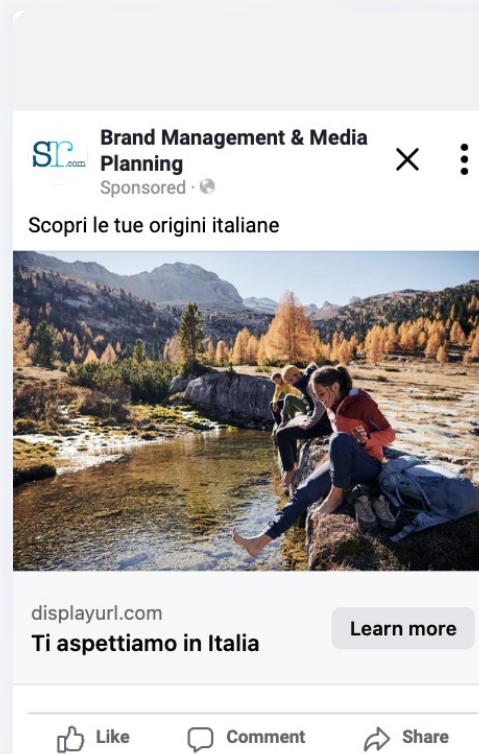 sr.com
Brand Management & Media
Planning
Sponsored ·
Scopri le tue origini italiane
displayurl.com
Ti aspettiamo in Italia
Learn more
Like
Comment
Share